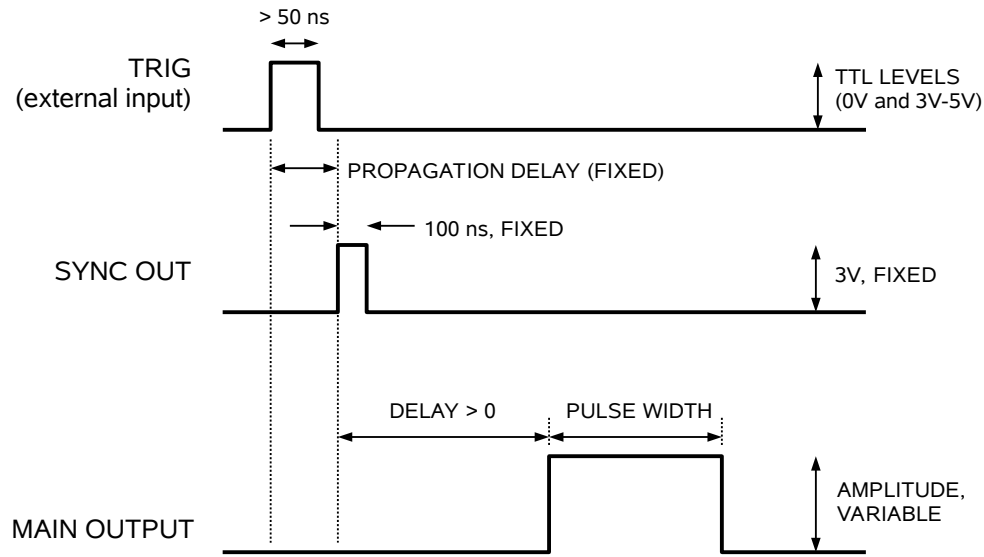 > 50 ns
TRIG
(external input)
TTL LEVELS
(0V and 3V-5V)
PROPAGATION DELAY (FIXED)
100 ns, FIXED
SYNC OUT
3V, FIXED
DELAY > 0
PULSE WIDTH
AMPLITUDE,
VARIABLE
MAIN OUTPUT